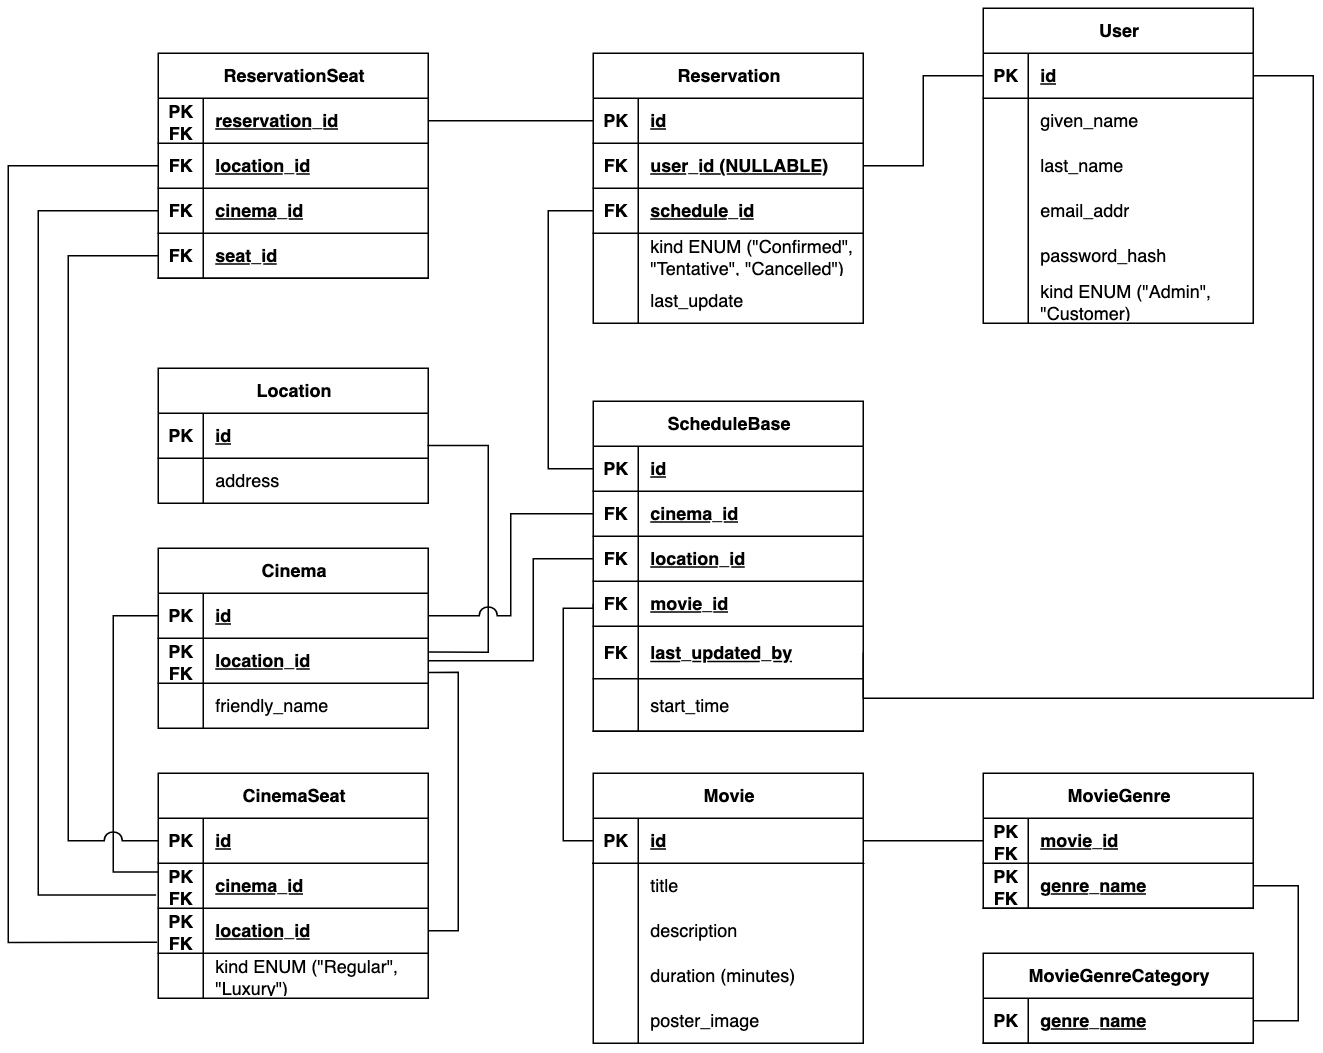 User
PK id
given_name
last_name
email_addr
password_hash
kind ENUM ("Admin",
"Customer)
ReservationSeat
PK
FK
reservation_id
FK location_id
FK cinema_id
FK seat_id
Reservation
PK id
FK user_id (NULLABLE)
FK schedule_id
kind ENUM ("Confirmed",
"Tentative", "Cancelled")
last_update
Location
PK id
address
ScheduleBase
PK id
FK cinema_id
FK location_id
FK movie_id
FK last_updated_by
start_time
Cinema
PK id
PK
FK
location_id
friendly_name
CinemaSeat
PK id
PK
FK
cinema_id
PK
FK
location_id
kind ENUM ("Regular",
"Luxury")
Movie
PK id
title
description
duration (minutes)
poster_image
MovieGenre
PK
FK
movie_id
PK
FK
genre_name
MovieGenreCategory
PK genre_name